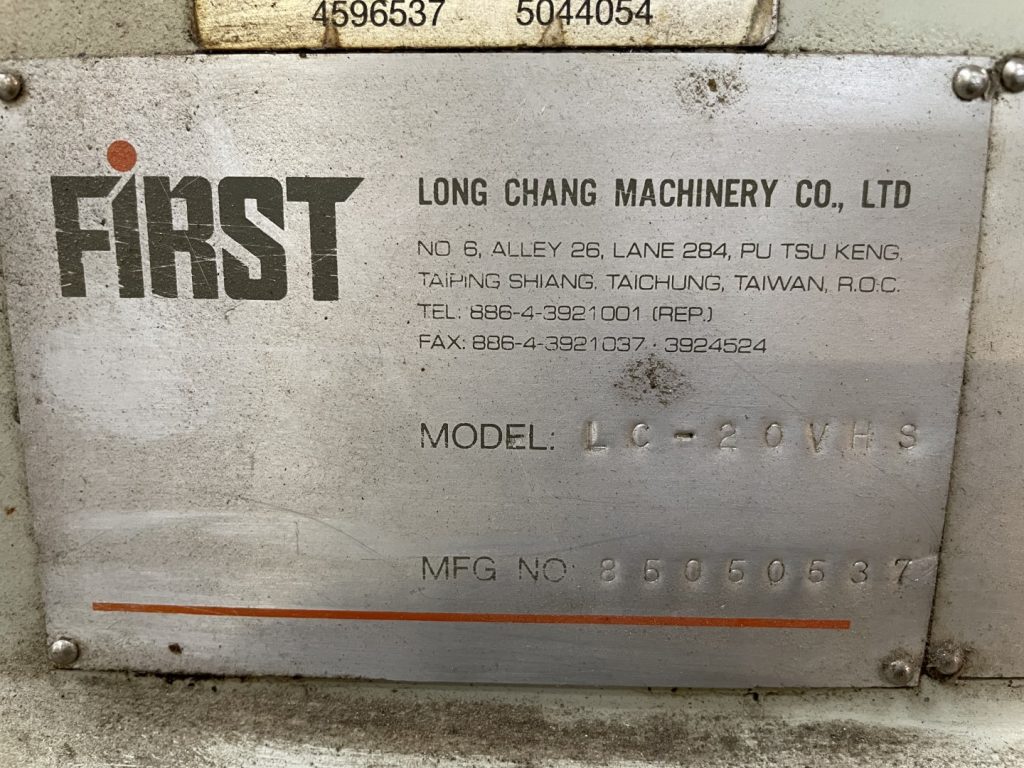 4596537 5044054
FiRST
LONG CHANG MACHINERY CO., LTD
NO 6, ALLEY 26, LANE 284, PU TSU KENG,
TAIPING SHIANG. TAICHUNG, TAIWAN, R.O.C.
TEL: 886-4-3921001 (REP.)
FAX: 886-4-3921037 · 3924524
MODEL: LC-20VHS
MFG NO: 85050537